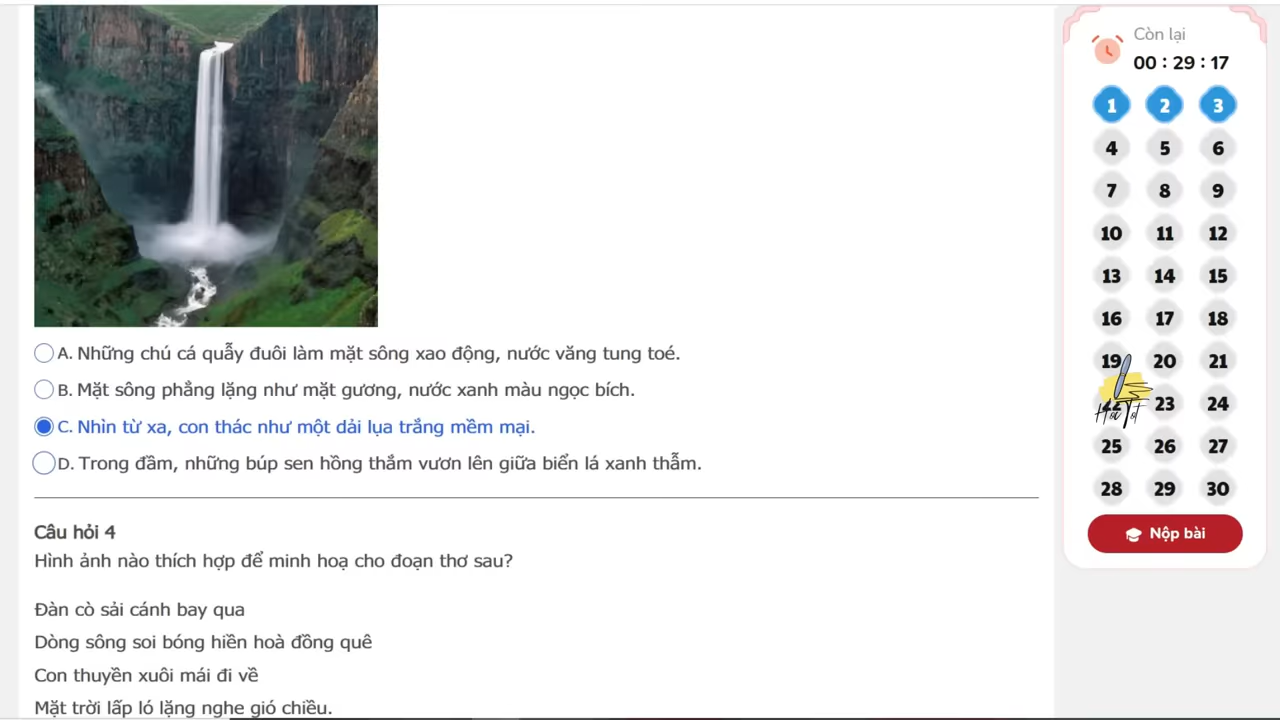 A. Những chú cá quẫy đuôi làm mặt sông xao động, nước văng tung toé.
B. Mặt sông phẳng lặng như mặt gương, nước xanh màu ngọc bích.
C. Nhìn từ xa, con thác như một dải lụa trắng mềm mại.
D. Trong đầm, những búp sen hồng thắm vươn lên giữa biển lá xanh thẫm.
Câu hỏi 4
Hình ảnh nào thích hợp để minh hoạ cho đoạn thơ sau?
Đàn cò sải cánh bay qua
Dòng sông soi bóng hiền hoà đồng quê
Con thuyền xuôi mái đi về
Mặt trời lấp ló lặng nghe gió chiều.
Còn lại
00 : 29 : 17
1 2 3
4 5 6
7 8 9
10 11 12
13 14 15
16 17 18
19 20 21
22 23 24
Học Tốt
25 26 27
28 29 30
Nộp bài